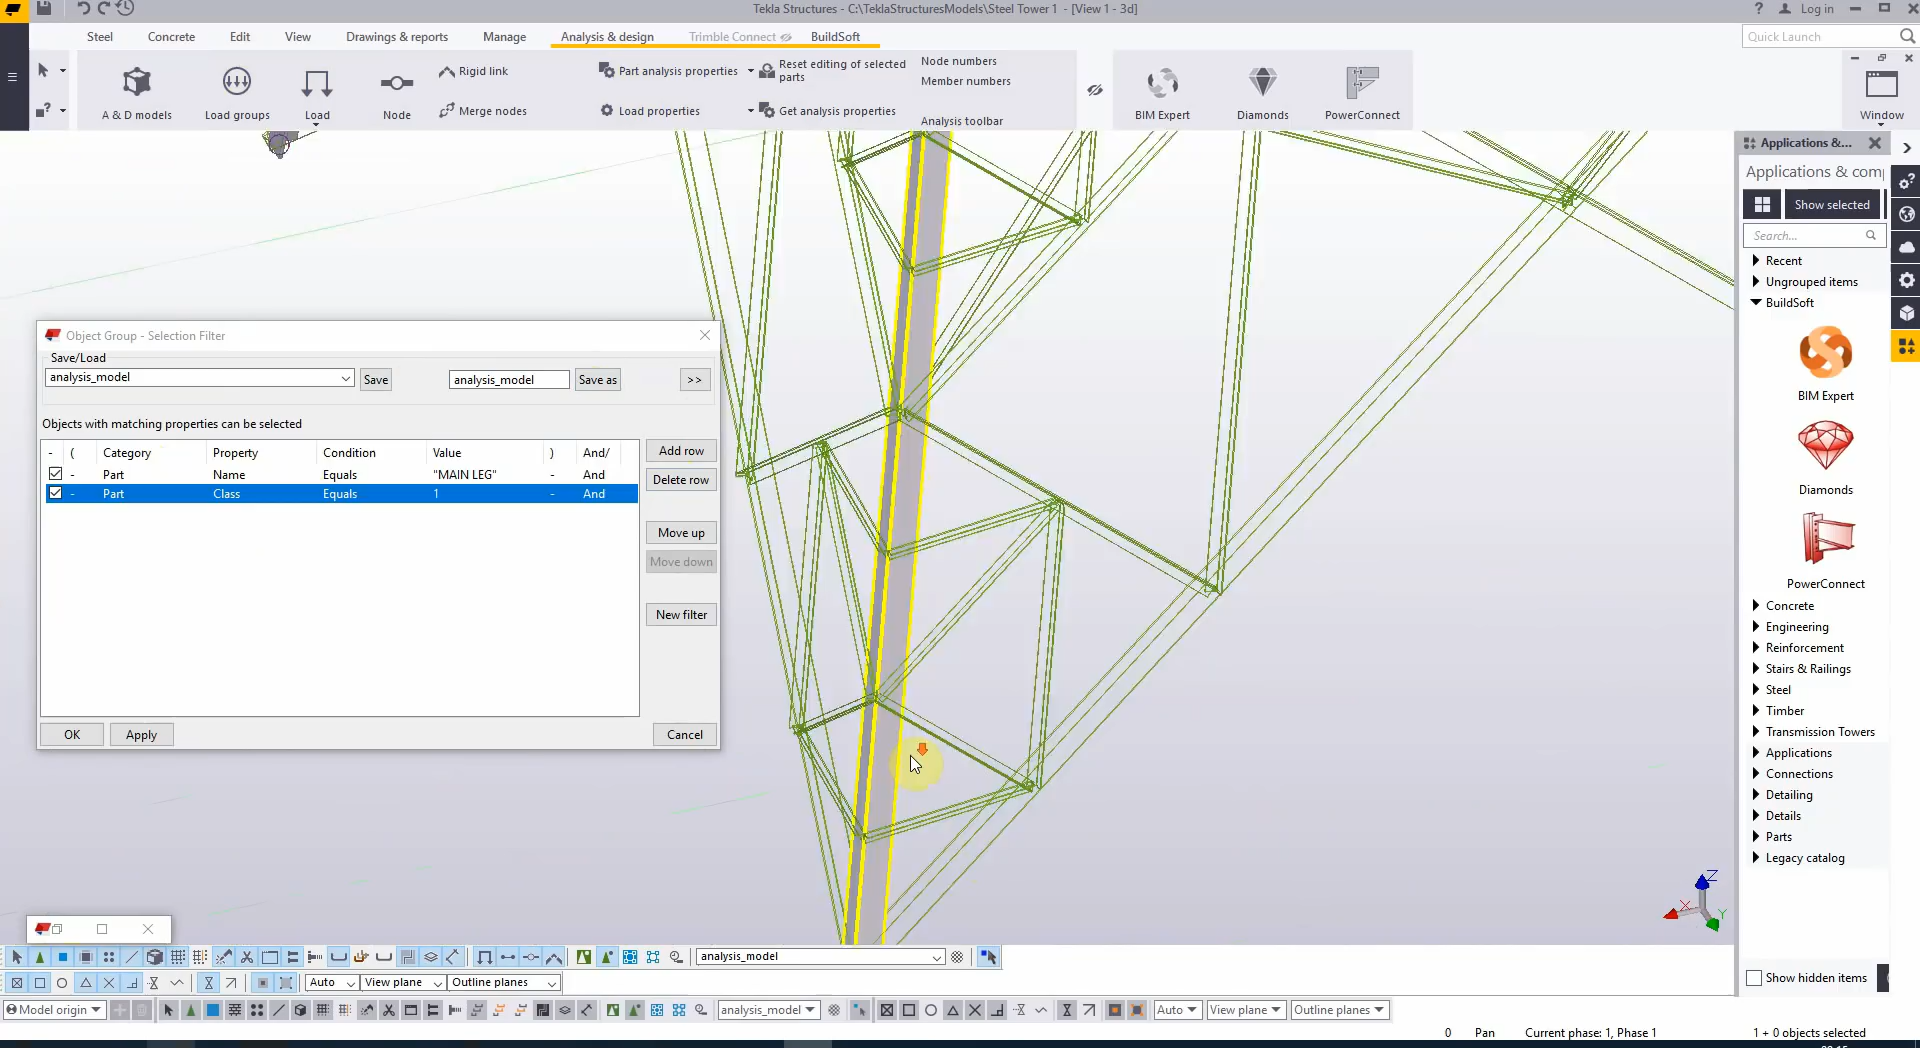 Tekla Structures - C:\TeklaStructuresModels\Steel Tower 1 - [View 1 - 3d]
? Log in
Steel Concrete Edit View Drawings & reports Manage Analysis & design Trimble Connect BuildSoft
Quick Launch
A & D models
Load groups
Load
Node
Rigid link
Merge nodes
Part analysis properties
Load properties
Reset editing of selected
parts
Get analysis properties
Node numbers
Member numbers
Analysis toolbar
BIM Expert
Diamonds
PowerConnect
Window
Applications &...
Applications & com
Show selected
Search...
Recent
Ungrouped items
BuildSoft
BIM Expert
Diamonds
PowerConnect
Concrete
Engineering
Reinforcement
Stairs & Railings
Steel
Timber
Transmission Towers
Applications
Connections
Detailing
Details
Parts
Legacy catalog
Show hidden items
Object Group - Selection Filter
Save/Load
analysis_model Save analysis_model Save as >>
Objects with matching properties can be selected
- ( Category Property Condition Value ) And/
- Part Name Equals "MAIN LEG" - And
- Part Class Equals 1 - And
Add row
Delete row
Move up
Move down
New filter
OK Apply Cancel
Z
X
Y
analysis_model
Auto View plane Outline planes
Model origin analysis_model Auto View plane Outline planes
0 Pan Current phase: 1, Phase 1 1 + 0 objects selected